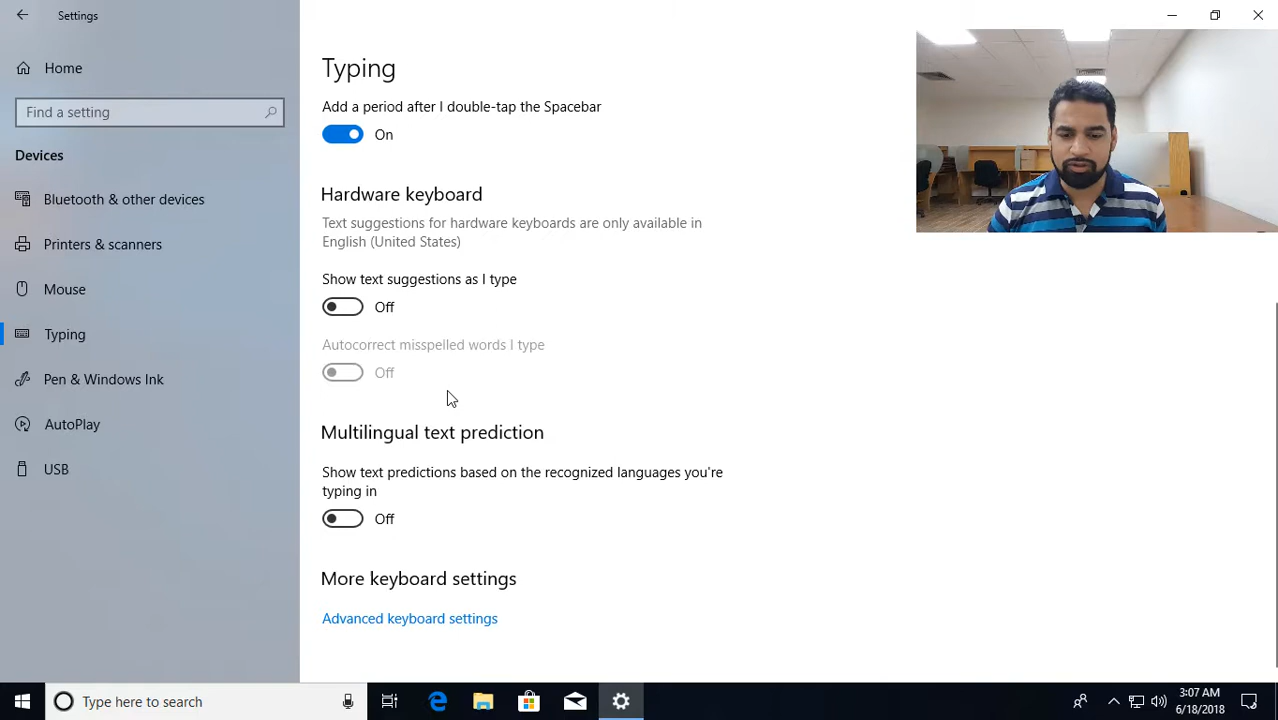 Settings
Home
Find a setting
Devices
Bluetooth & other devices
Printers & scanners
Mouse
Typing
Pen & Windows Ink
AutoPlay
USB
Typing
Add a period after I double-tap the Spacebar
On
Hardware keyboard
Text suggestions for hardware keyboards are only available in
English (United States)
Show text suggestions as I type
Off
Autocorrect misspelled words I type
Off
Multilingual text prediction
Show text predictions based on the recognized languages you're
typing in
Off
More keyboard settings
Advanced keyboard settings
Type here to search
3:07 AM
6/18/2018